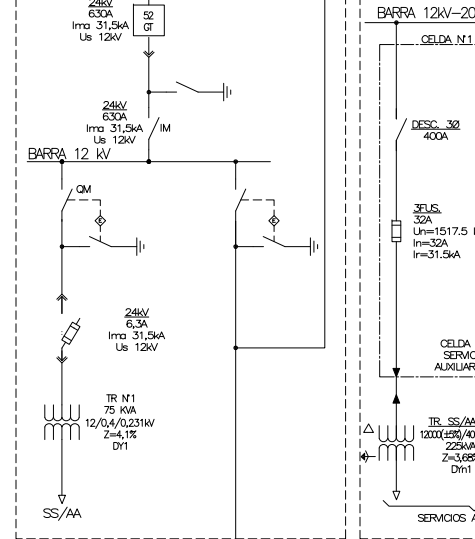 24kV
630A
Ima 31,5kA
Us 12kV
52
GT
24kV
630A
Ima 31,5kA
Us 12kV
IM
BARRA 12 kV
QM
E
E
24kV
6,3A
Ima 31,5kA
Us 12kV
TR N'1
75 KVA
12/0,4/0,231kV
Z=4,1%
DY1
SS/AA
BARRA 12kV-20
CELDA N'1
DESC. 3Ø
400A
3FUS.
32A
Un=1517.5
In=32A
Ir=31.5kA
CELDA
SERVIC
AUXILIAR
TR. SS/AA
12000(±5%)/40
225kVA
Z=3,68%
DYn1
SERVICIOS A